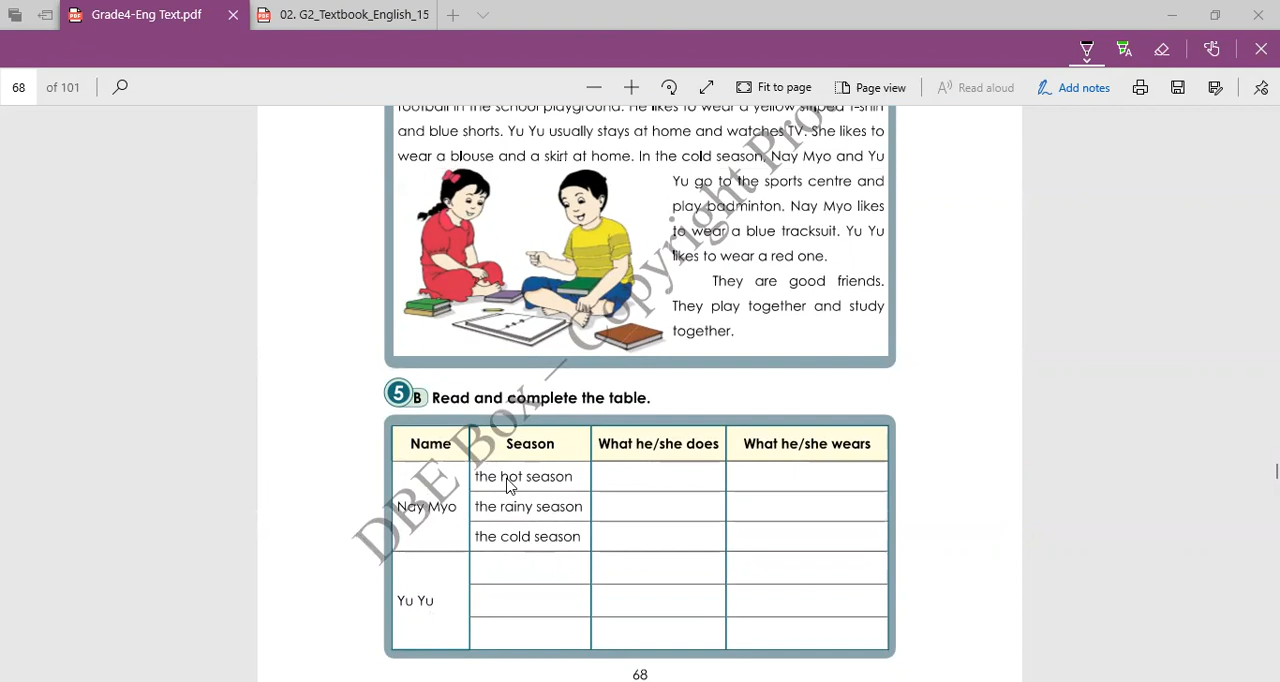 Grade4-Eng Text.pdf
02. G2_Textbook_English_15
68 of 101
Fit to page
Page view
Read aloud
Add notes
football in the school playground. He likes to wear a yellow striped T-shirt
and blue shorts. Yu Yu usually stays at home and watches TV. She likes to
wear a blouse and a skirt at home. In the cold season, Nay Myo and Yu
Yu go to the sports centre and
play badminton. Nay Myo likes
to wear a blue tracksuit. Yu Yu
likes to wear a red one.
They are good friends.
They play together and study
together.
5 B Read and complete the table.
Name Season What he/she does What he/she wears
the hot season
Nay Myo the rainy season
the cold season
Yu Yu
68
DBE Box – Copyright Pro